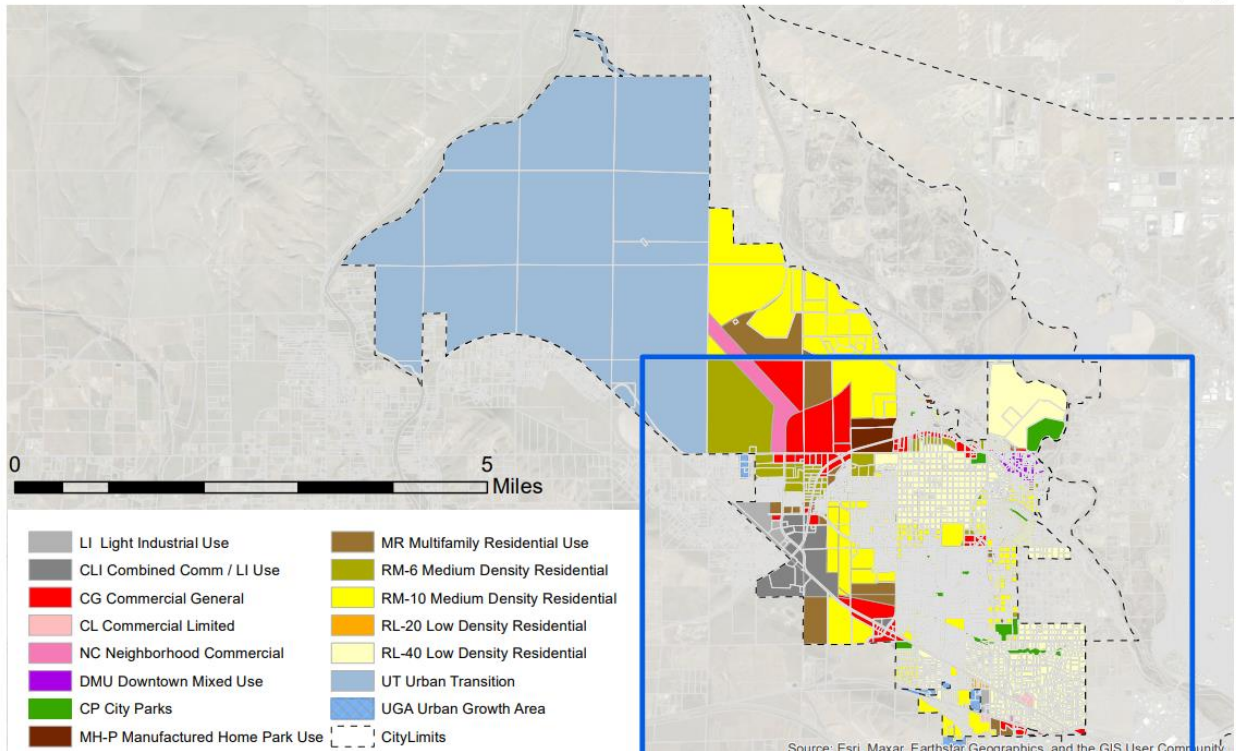 0 5
Miles
LI Light Industrial Use
CLI Combined Comm / LI Use
CG Commercial General
CL Commercial Limited
NC Neighborhood Commercial
DMU Downtown Mixed Use
CP City Parks
MH-P Manufactured Home Park Use
MR Multifamily Residential Use
RM-6 Medium Density Residential
RM-10 Medium Density Residential
RL-20 Low Density Residential
RL-40 Low Density Residential
UT Urban Transition
UGA Urban Growth Area
CityLimits
Source: Esri, Maxar, Earthstar Geographics, and the GIS User Community